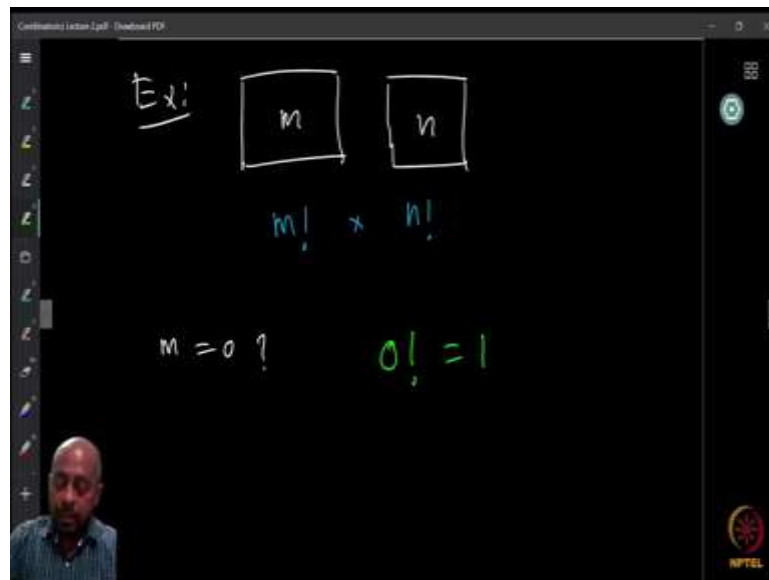 Combinatorics Lecture-2.pdf - Drawboard PDF
Ex:
m n
m! × n!
m = 0 ? 0! = 1
NPTEL